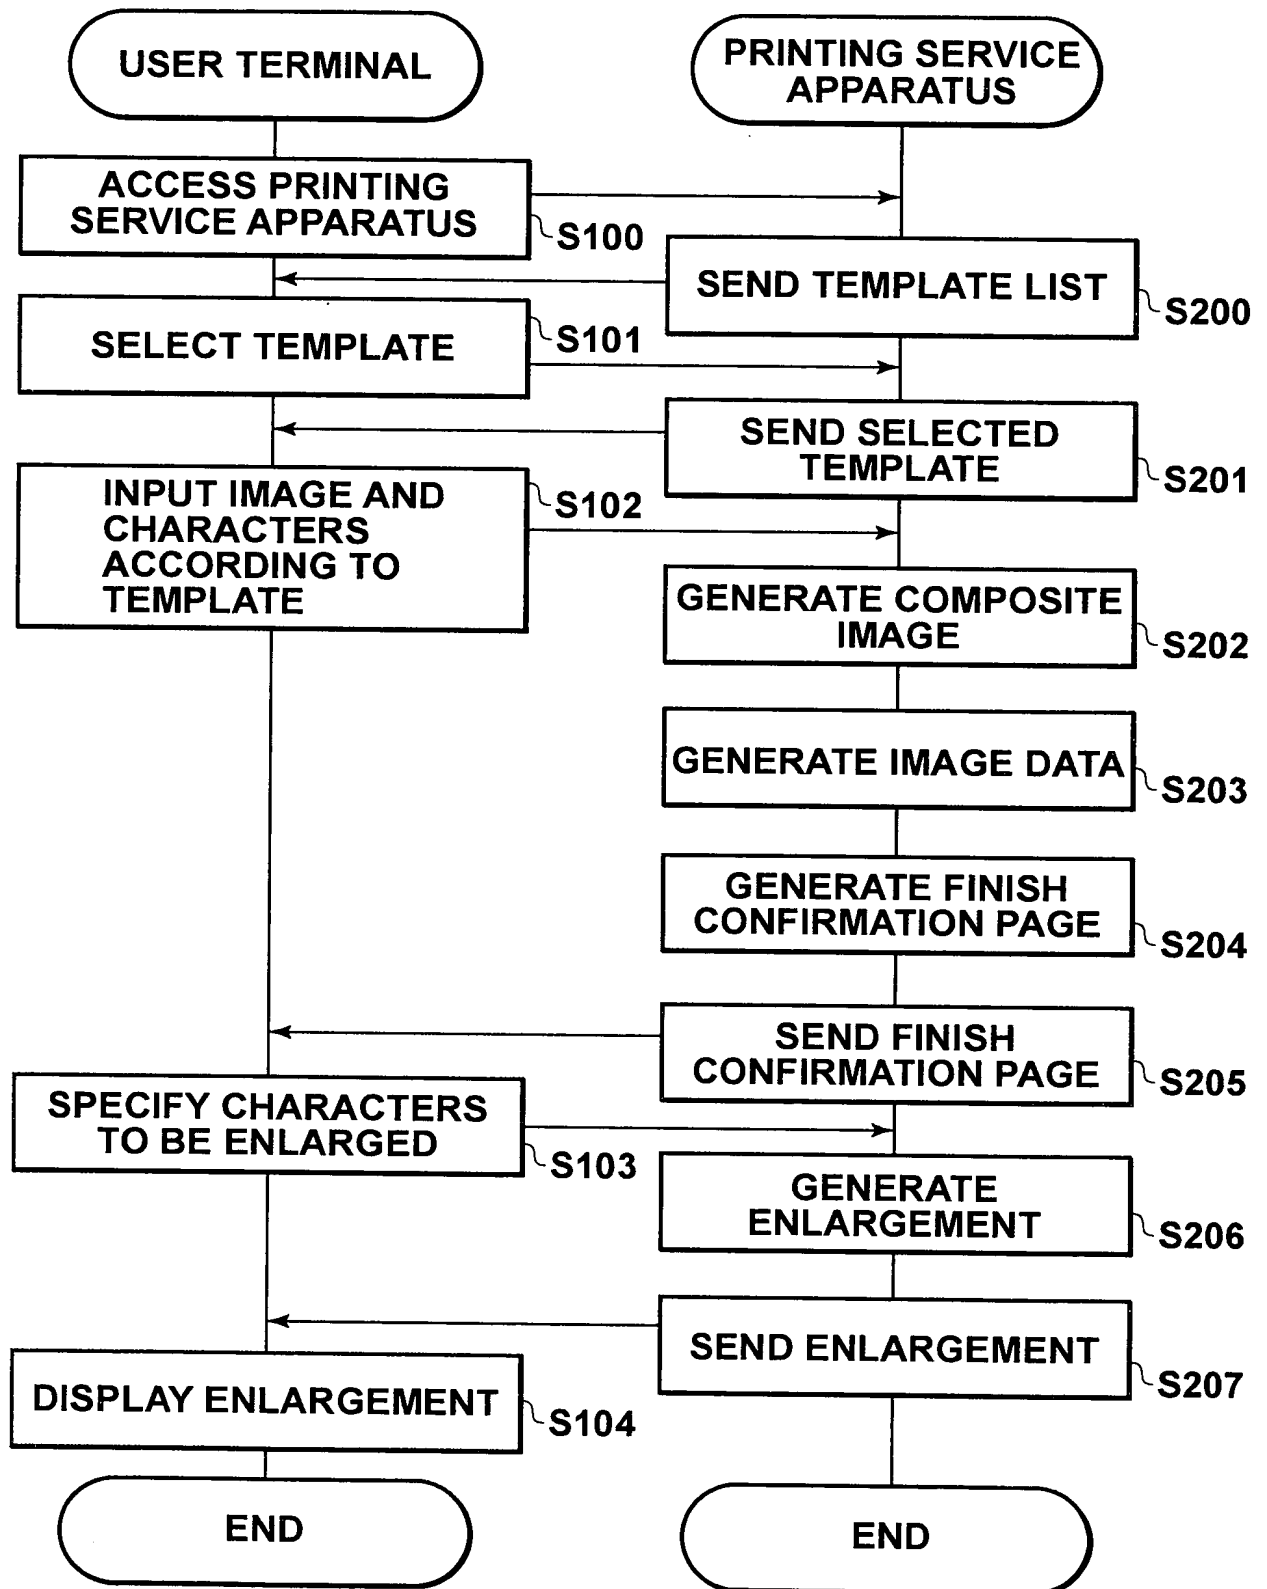 USER TERMINAL
PRINTING SERVICE
APPARATUS
ACCESS PRINTING
SERVICE APPARATUS
S100
SEND TEMPLATE LIST
S200
SELECT TEMPLATE
S101
SEND SELECTED
TEMPLATE
S201
INPUT IMAGE AND
CHARACTERS
ACCORDING TO
TEMPLATE
S102
GENERATE COMPOSITE
IMAGE
S202
GENERATE IMAGE DATA
S203
GENERATE FINISH
CONFIRMATION PAGE
S204
SEND FINISH
CONFIRMATION PAGE
S205
SPECIFY CHARACTERS
TO BE ENLARGED
S103
GENERATE
ENLARGEMENT
S206
SEND ENLARGEMENT
S207
DISPLAY ENLARGEMENT
S104
END
END